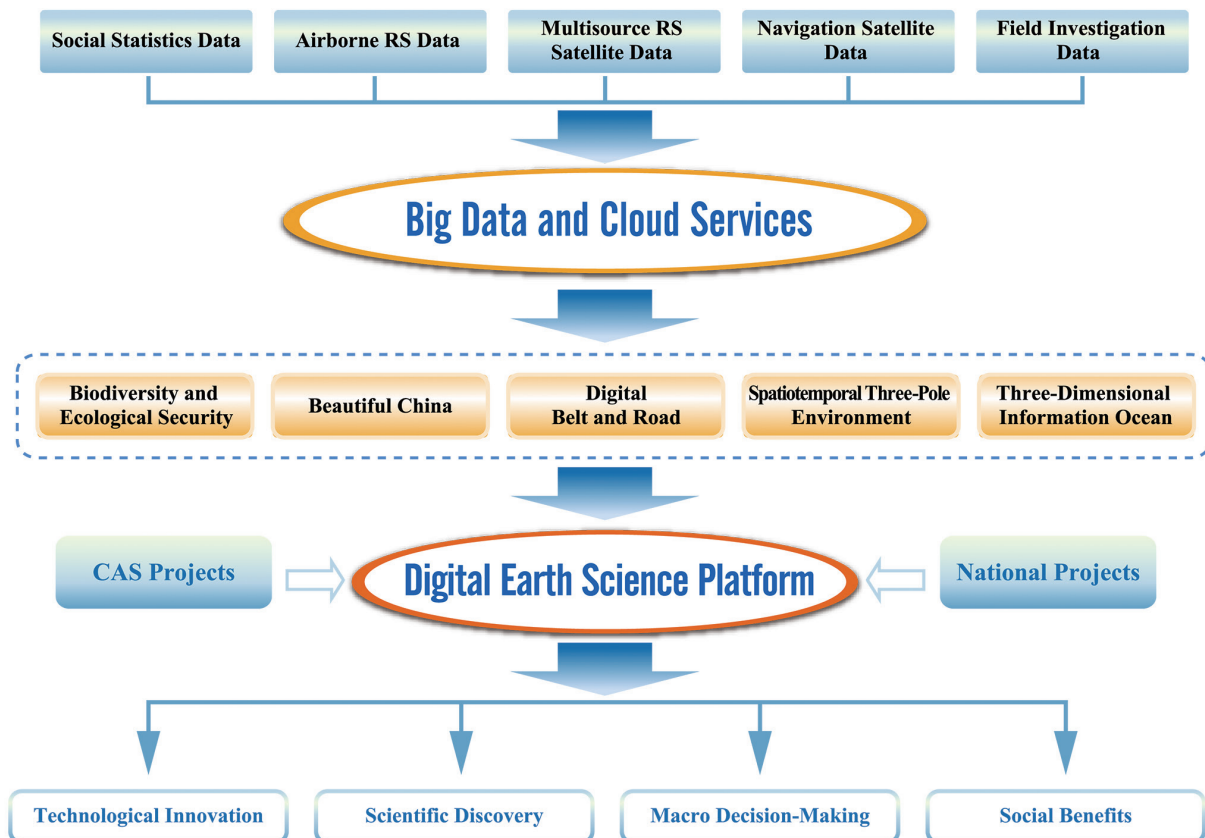 Social Statistics Data
Airborne RS Data
Multisource RS
Satellite Data
Navigation Satellite
Data
Field Investigation
Data
Big Data and Cloud Services
Biodiversity and
Ecological Security
Beautiful China
Digital
Belt and Road
Spatiotemporal Three-Pole
Environment
Three-Dimensional
Information Ocean
CAS Projects
Digital Earth Science Platform
National Projects
Technological Innovation
Scientific Discovery
Macro Decision-Making
Social Benefits